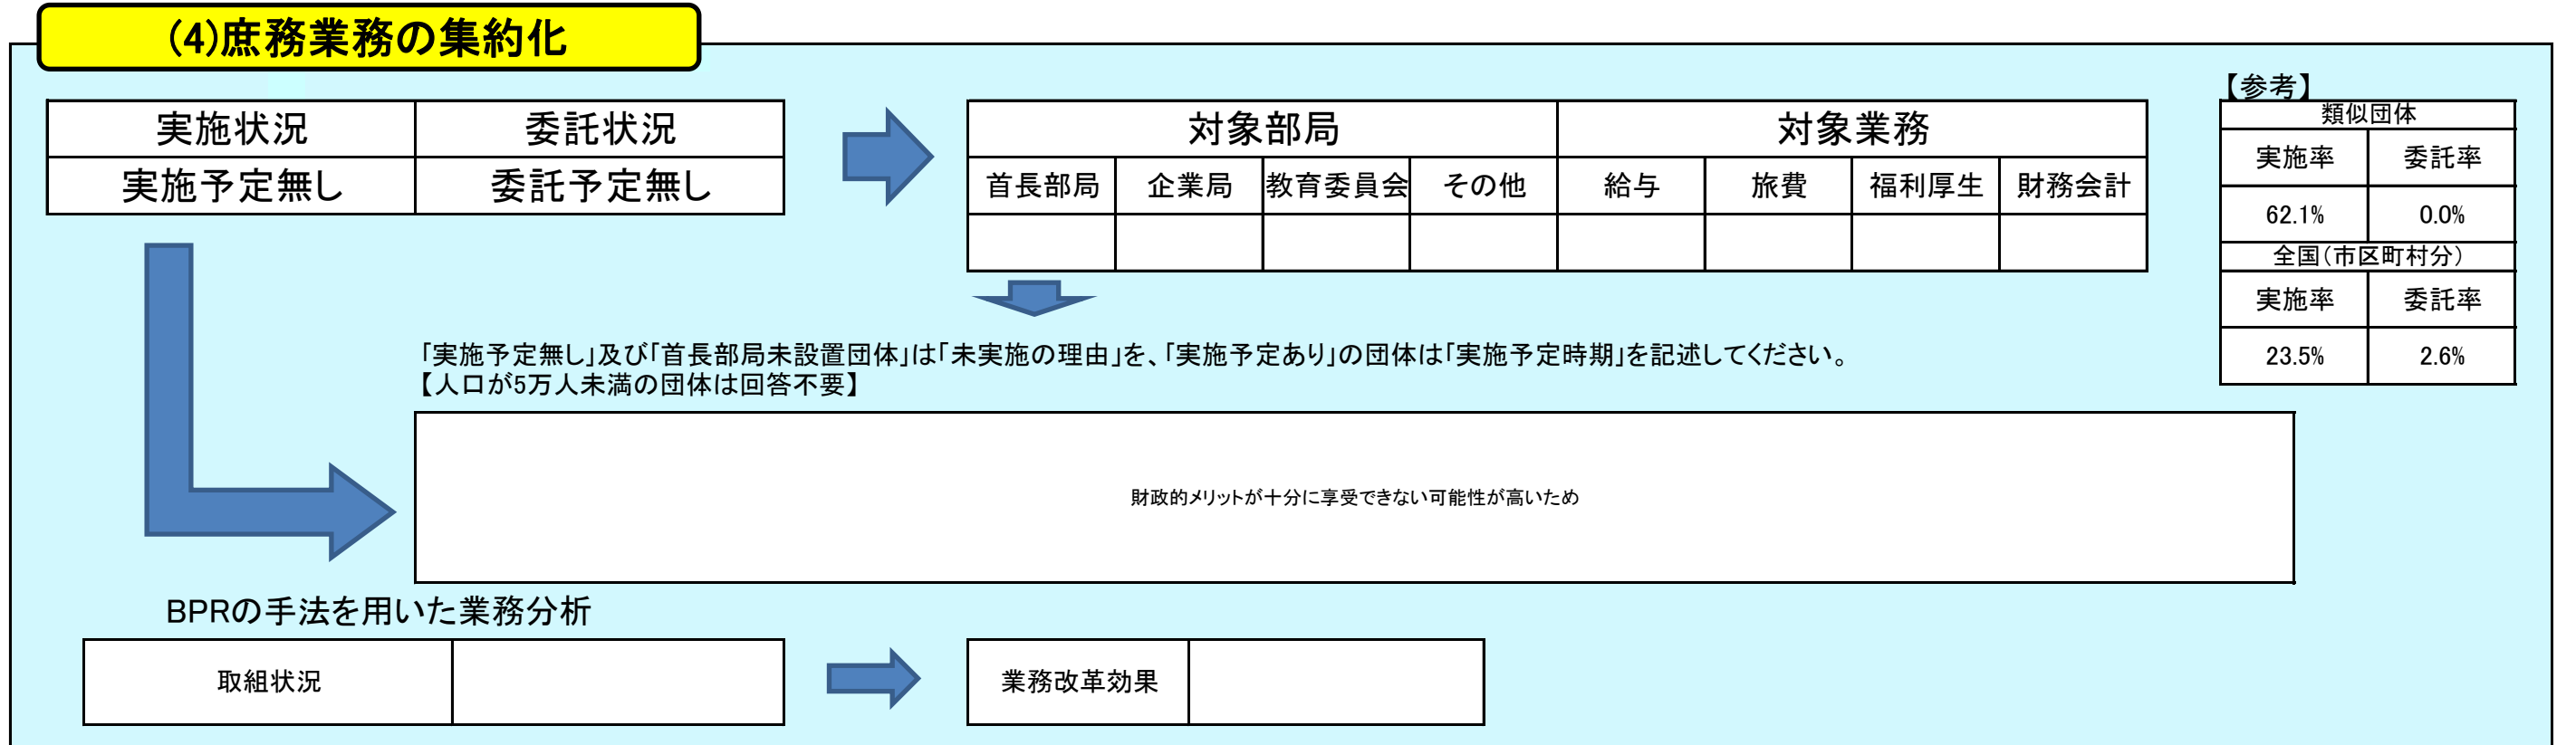 (4)庶務業務の集約化
実施状況 委託状況
実施予定無し 委託予定無し
対象部局 対象業務
首長部局 企業局 教育委員会 その他 給与 旅費 福利厚生 財務会計
【参考】
類似団体
実施率 委託率
62.1% 0.0%
全国(市区町村分)
実施率 委託率
23.5% 2.6%
「実施予定無し」及び「首長部局未設置団体」は「未実施の理由」を、「実施予定あり」の団体は「実施予定時期」を記述してください。
【人口が5万人未満の団体は回答不要】
財政的メリットが十分に享受できない可能性が高いため
BPRの手法を用いた業務分析
取組状況
業務改革効果